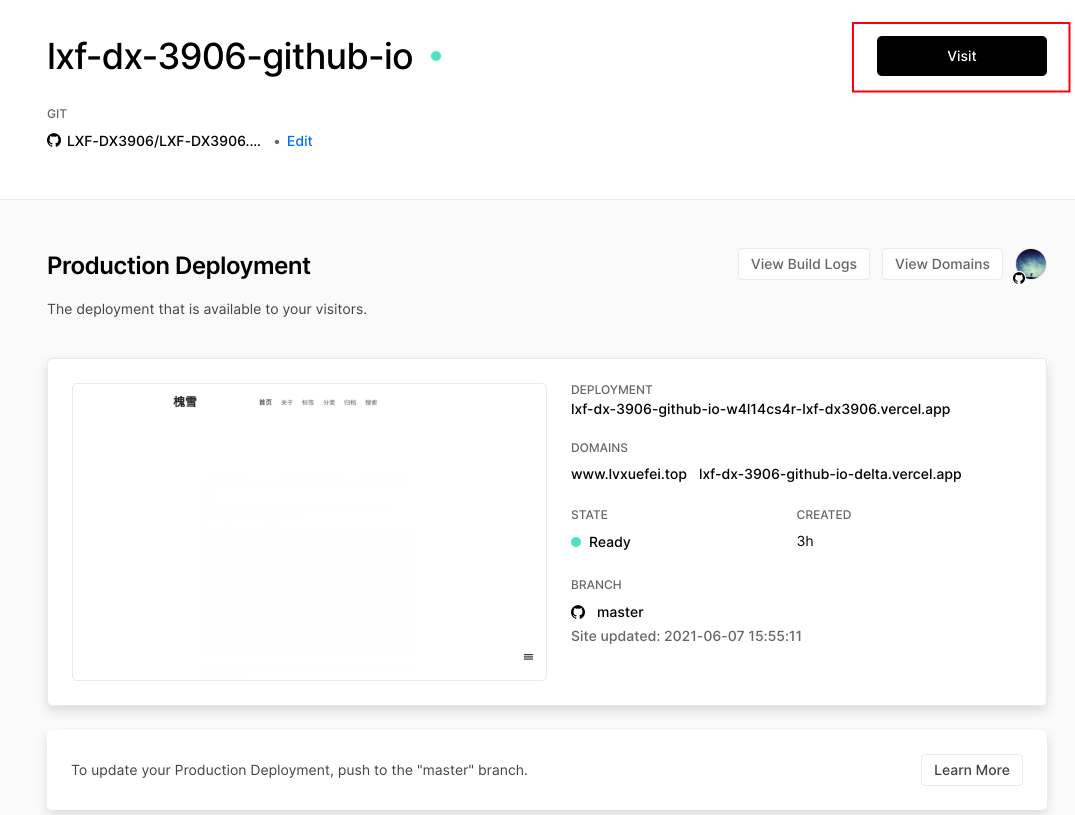 lxf-dx-3906-github-io
Visit
GIT
LXF-DX3906/LXF-DX3906.... • Edit
Production Deployment
View Build Logs
View Domains
The deployment that is available to your visitors.
槐雪
首页 关于 标签 分类 归档 搜索
DEPLOYMENT
lxf-dx-3906-github-io-w4l14cs4r-lxf-dx3906.vercel.app
DOMAINS
www.lvxuefei.top lxf-dx-3906-github-io-delta.vercel.app
STATE
CREATED
Ready
3h
BRANCH
master
Site updated: 2021-06-07 15:55:11
To update your Production Deployment, push to the "master" branch.
Learn More